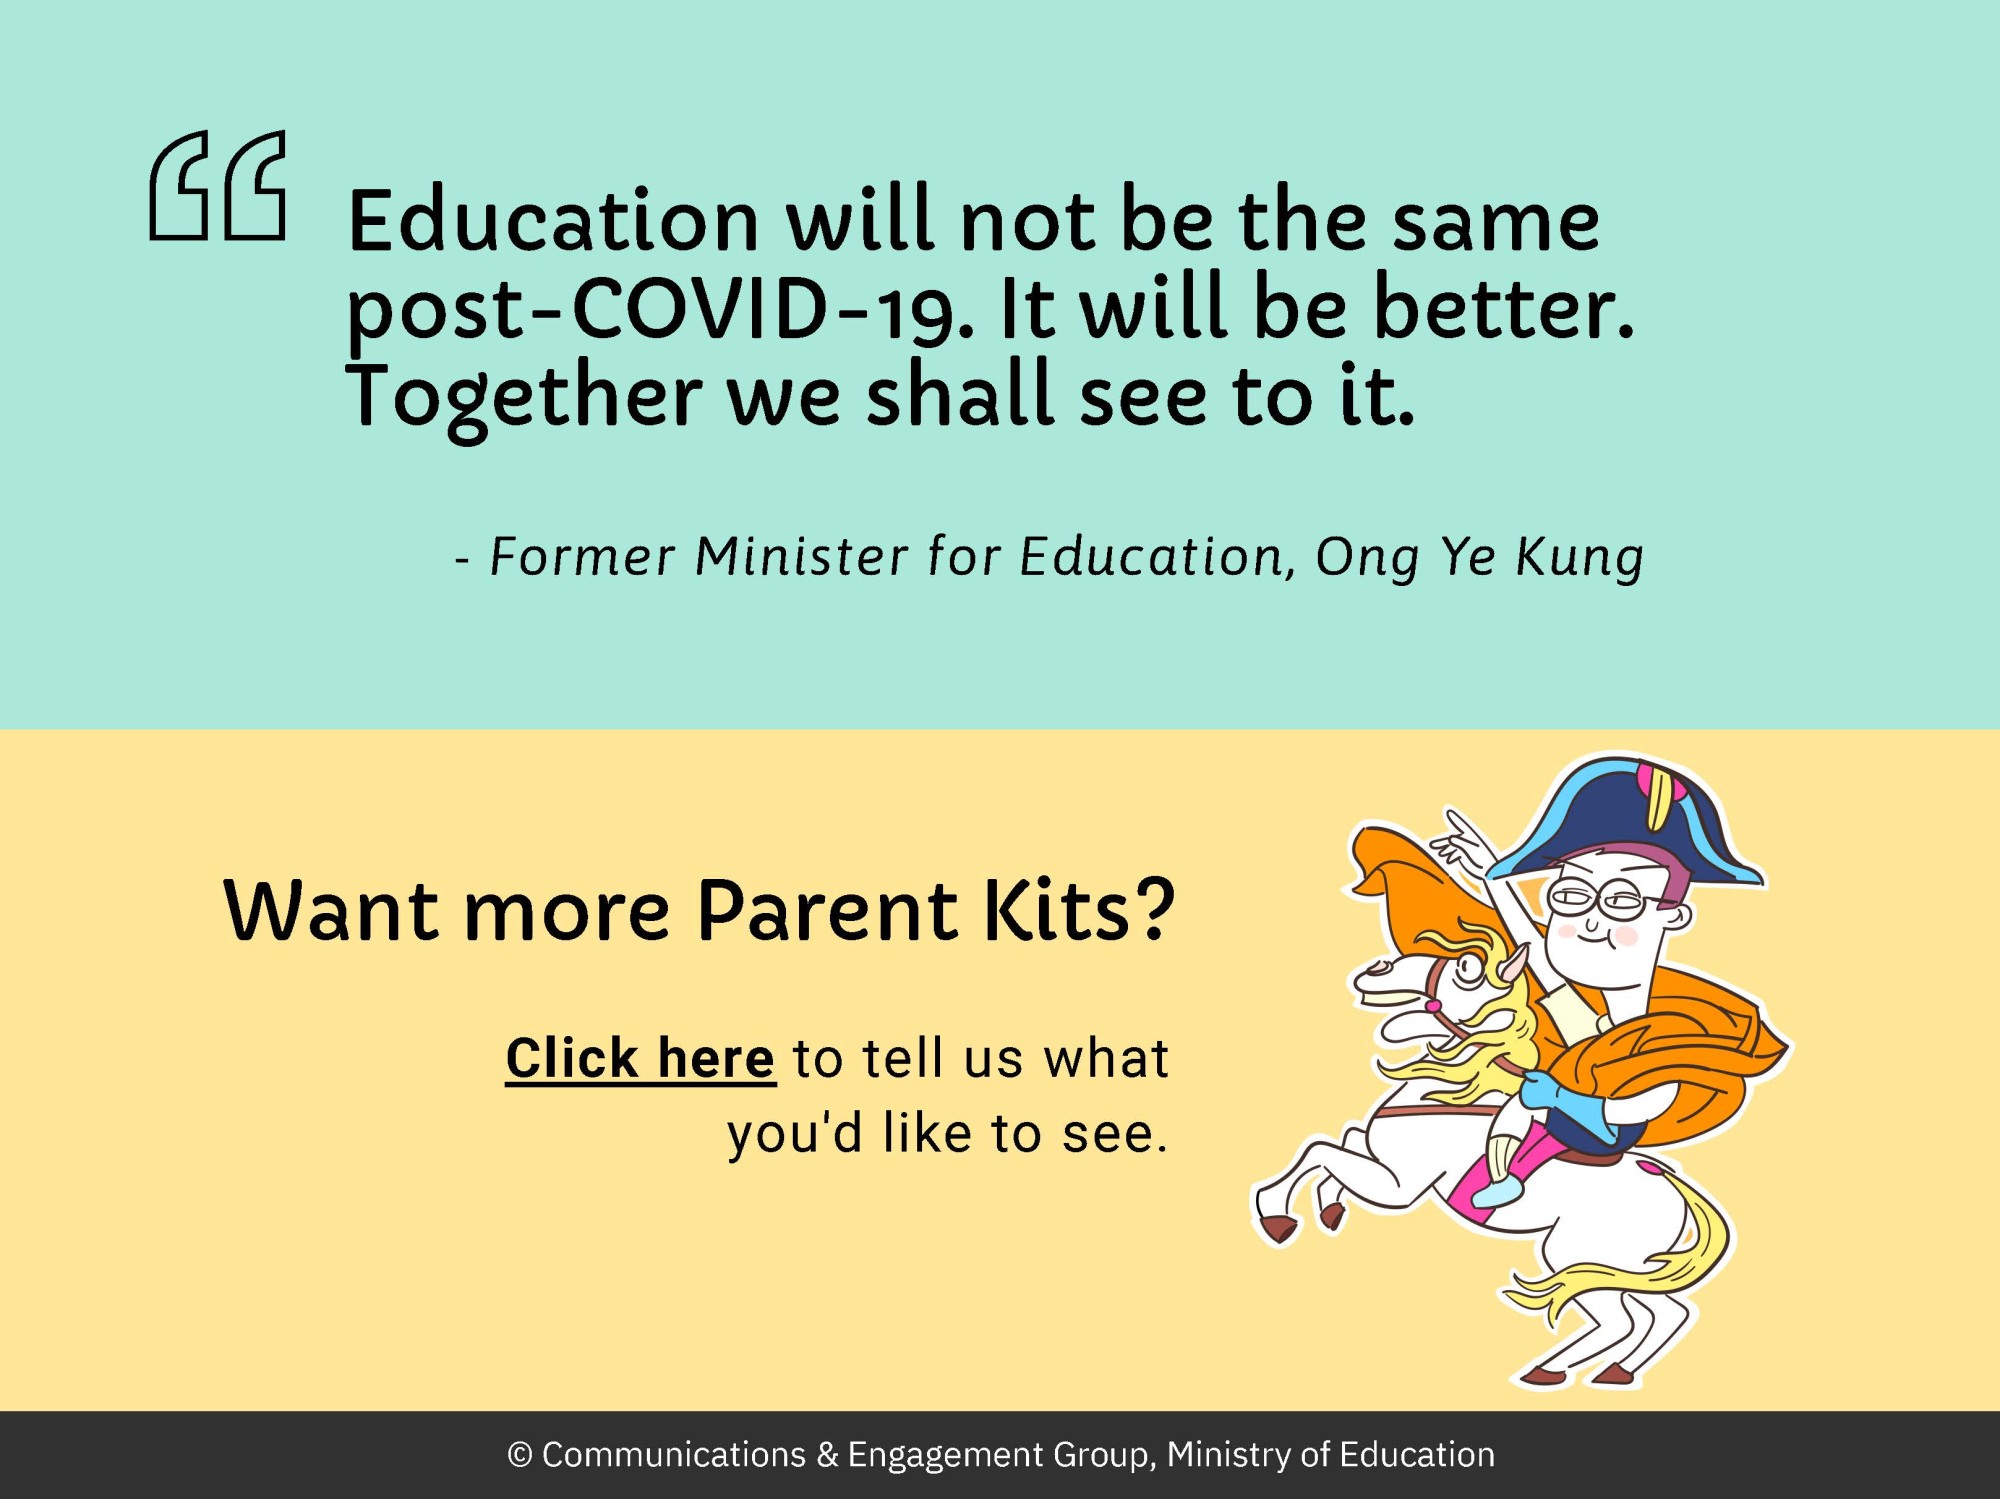 “ Education will not be the same
post-COVID-19. It will be better.
Together we shall see to it.
- Former Minister for Education, Ong Ye Kung
Want more Parent Kits?
Click here to tell us what
you'd like to see.
© Communications & Engagement Group, Ministry of Education